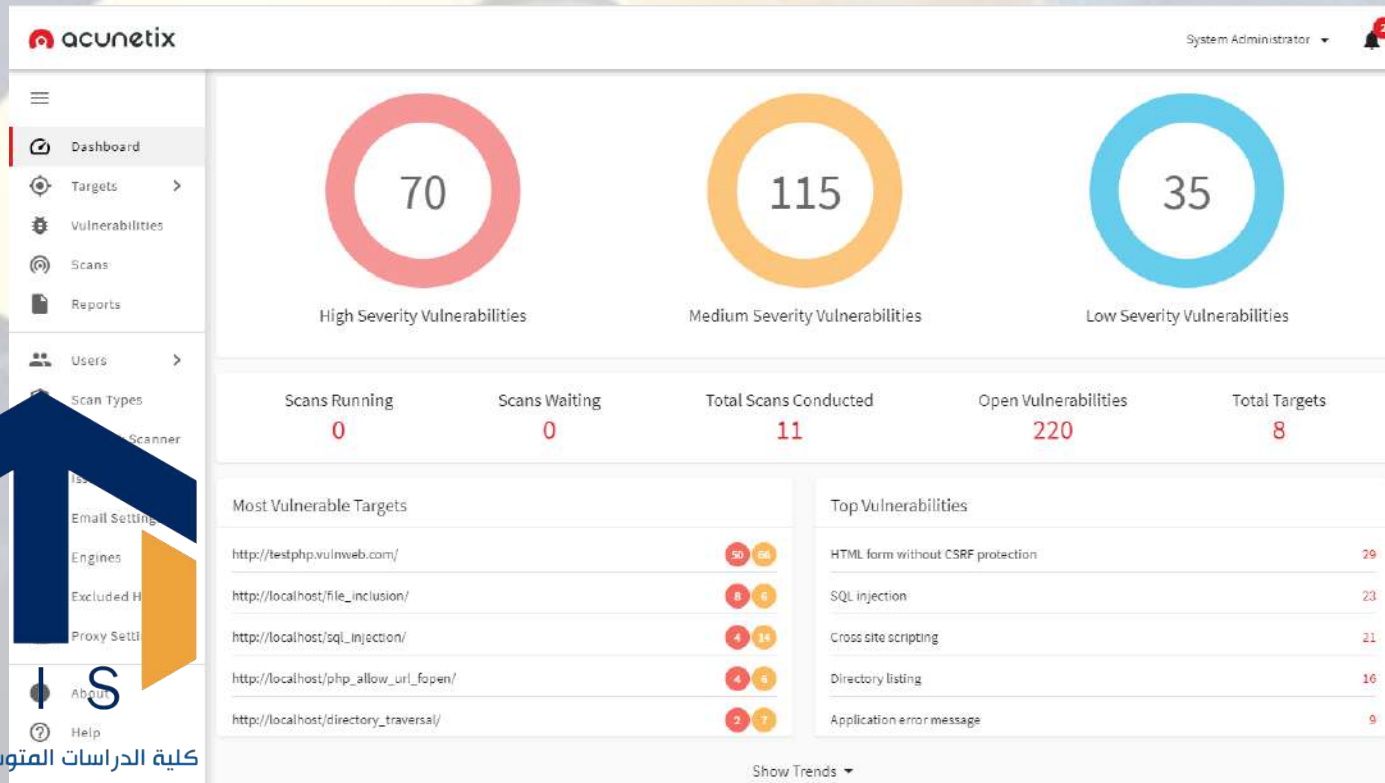 acunetix
System Administrator
Dashboard
Targets
Vulnerabilities
Scans
Reports
Users
Scan Types
Scanner
Email Setting
Engines
Excluded H
Proxy Setti
About
Help
70
High Severity Vulnerabilities
115
Medium Severity Vulnerabilities
35
Low Severity Vulnerabilities
Scans Running
0
Scans Waiting
0
Total Scans Conducted
11
Open Vulnerabilities
220
Total Targets
8
Most Vulnerable Targets
http://testphp.vulnweb.com/ 50 66
http://localhost/file_inclusion/ 8 6
http://localhost/sql_injection/ 4 14
http://localhost/php_allow_url_fopen/ 4 6
http://localhost/directory_traversal/ 2 7
Top Vulnerabilities
HTML form without CSRF protection 29
SQL injection 23
Cross site scripting 21
Directory listing 16
Application error message 9
Show Trends
I S
كلية الدراسات المتوس